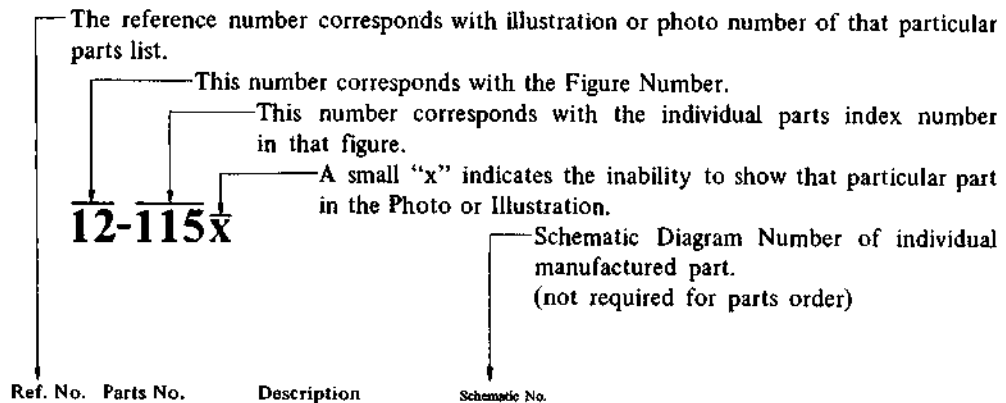 The reference number corresponds with illustration or photo number of that particular
parts list.
This number corresponds with the Figure Number.
This number corresponds with the individual parts index number
in that figure.
A small “x” indicates the inability to show that particular part
in the Photo or Illustration.
12-115x
Schematic Diagram Number of individual
manufactured part.
(not required for parts order)
Ref. No. Parts No. Description Schematic No.